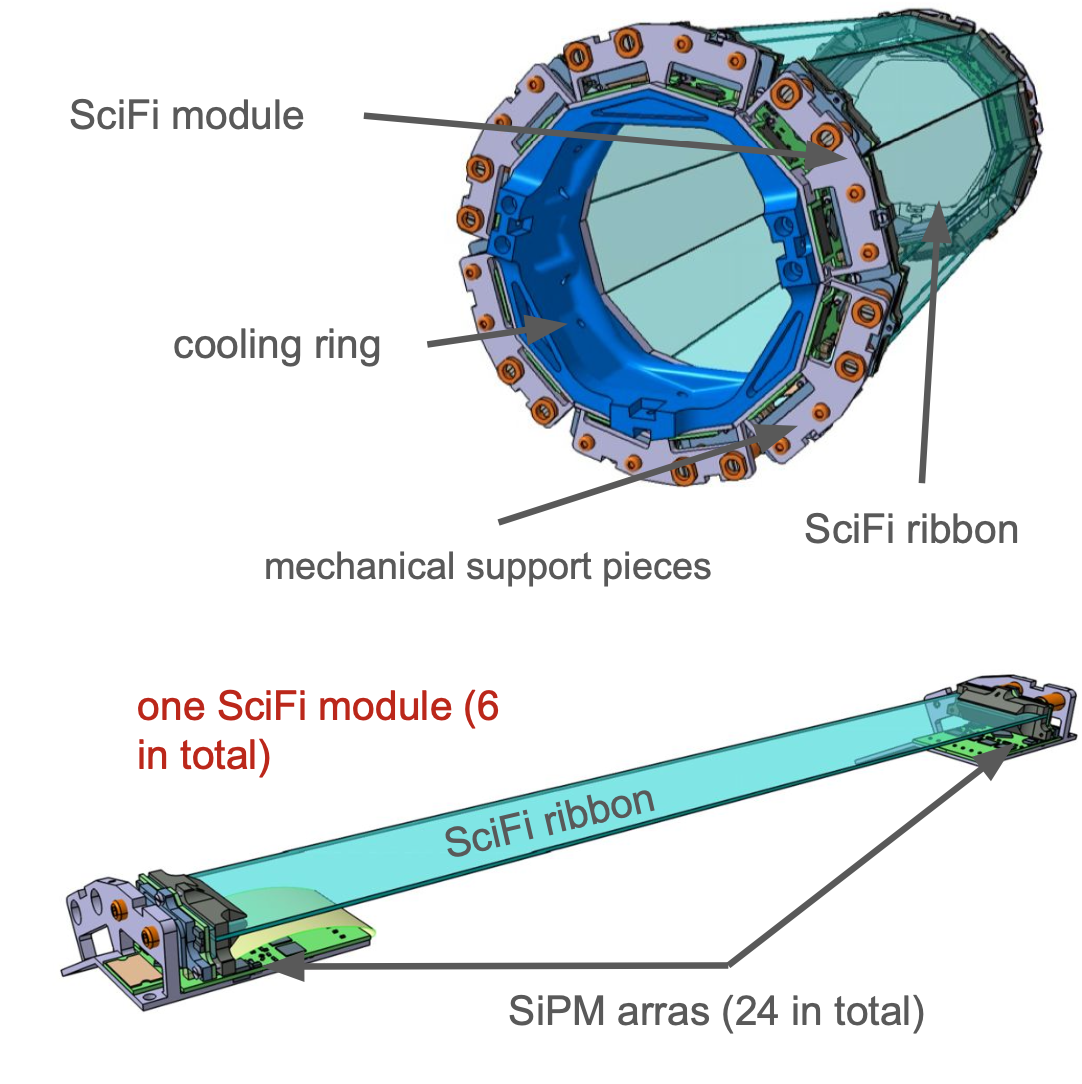 SciFi module
cooling ring
SciFi ribbon
mechanical support pieces
one SciFi module (6
in total)
SciFi ribbon
SiPM arras (24 in total)